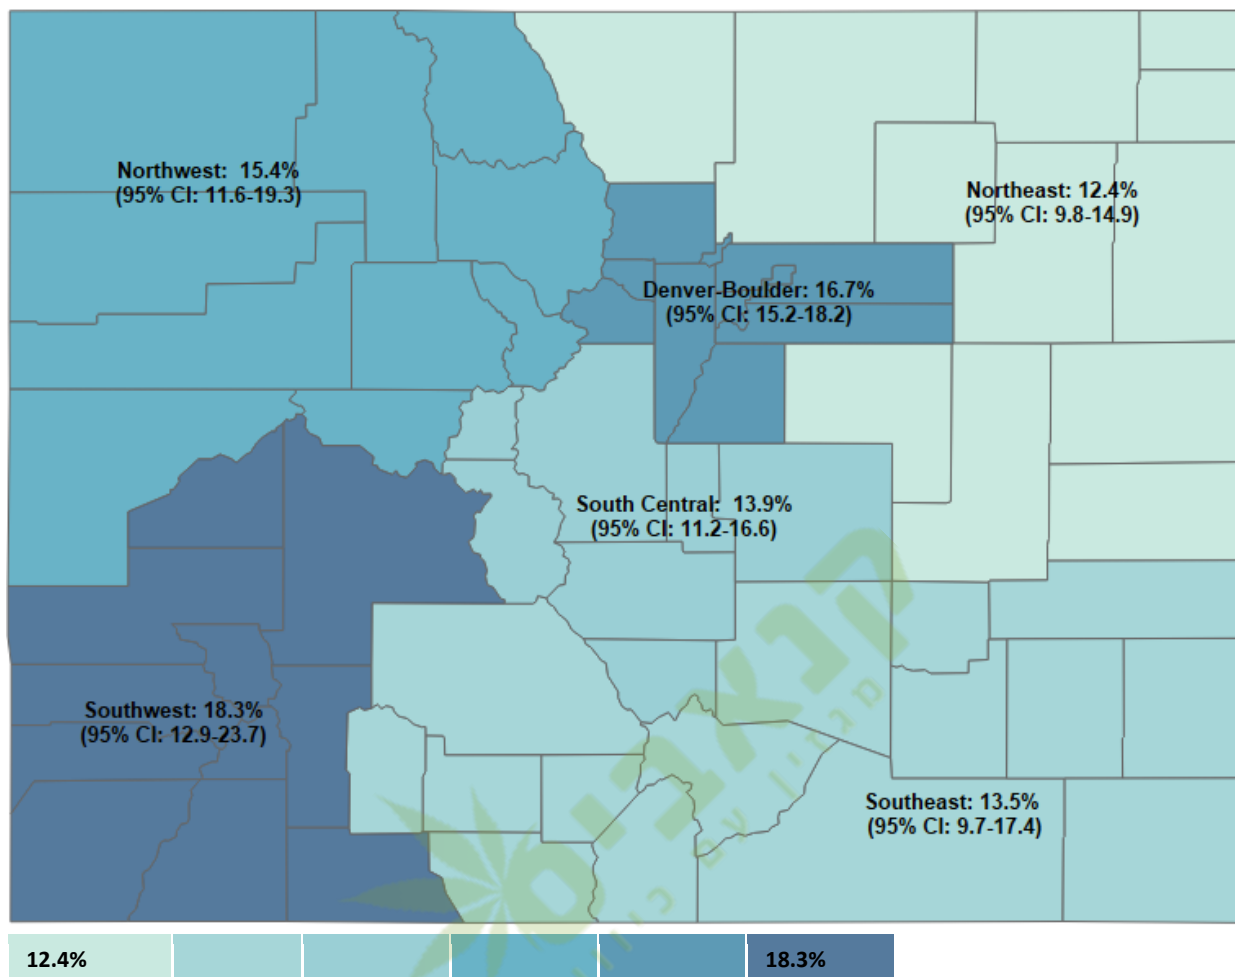 Northwest: 15.4%
(95% CI: 11.6-19.3)
Northeast: 12.4%
(95% CI: 9.8-14.9)
Denver-Boulder: 16.7%
(95% CI: 15.2-18.2)
South Central: 13.9%
(95% CI: 11.2-16.6)
Southwest: 18.3%
(95% CI: 12.9-23.7)
Southeast: 13.5%
(95% CI: 9.7-17.4)
קנאביס
מגזין עם
12.4% 18.3%